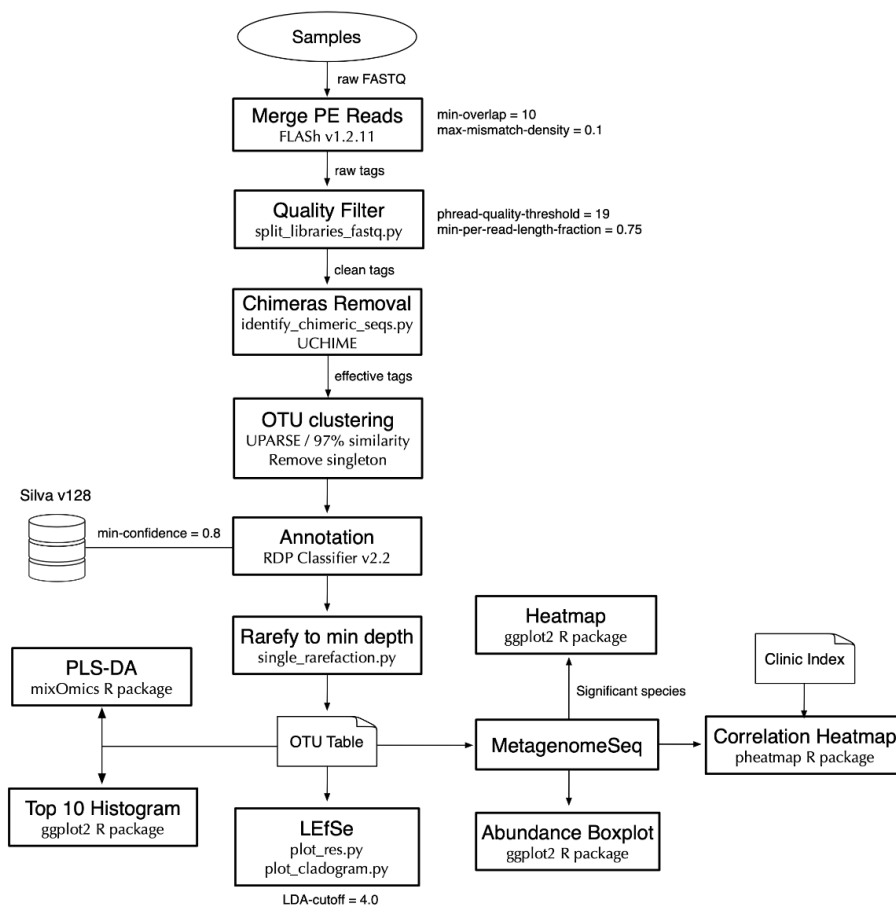 Samples
raw FASTQ
Merge PE Reads
FLASh v1.2.11
min-overlap = 10
max-mismatch-density = 0.1
raw tags
Quality Filter
split_libraries_fastq.py
phread-quality-threshold = 19
min-per-read-length-fraction = 0.75
clean tags
Chimeras Removal
identify_chimeric_seqs.py
UCHIME
effective tags
OTU clustering
UPARSE / 97% similarity
Remove singleton
Silva v128
min-confidence = 0.8
Annotation
RDP Classifier v2.2
Rarefy to min depth
single_rarefaction.py
Heatmap
ggplot2 R package
Clinic Index
PLS-DA
mixOmics R package
Significant species
OTU Table
MetagenomeSeq
Correlation Heatmap
pheatmap R package
Top 10 Histogram
ggplot2 R package
LEfSe
plot_res.py
plot_cladogram.py
LDA-cutoff = 4.0
Abundance Boxplot
ggplot2 R package